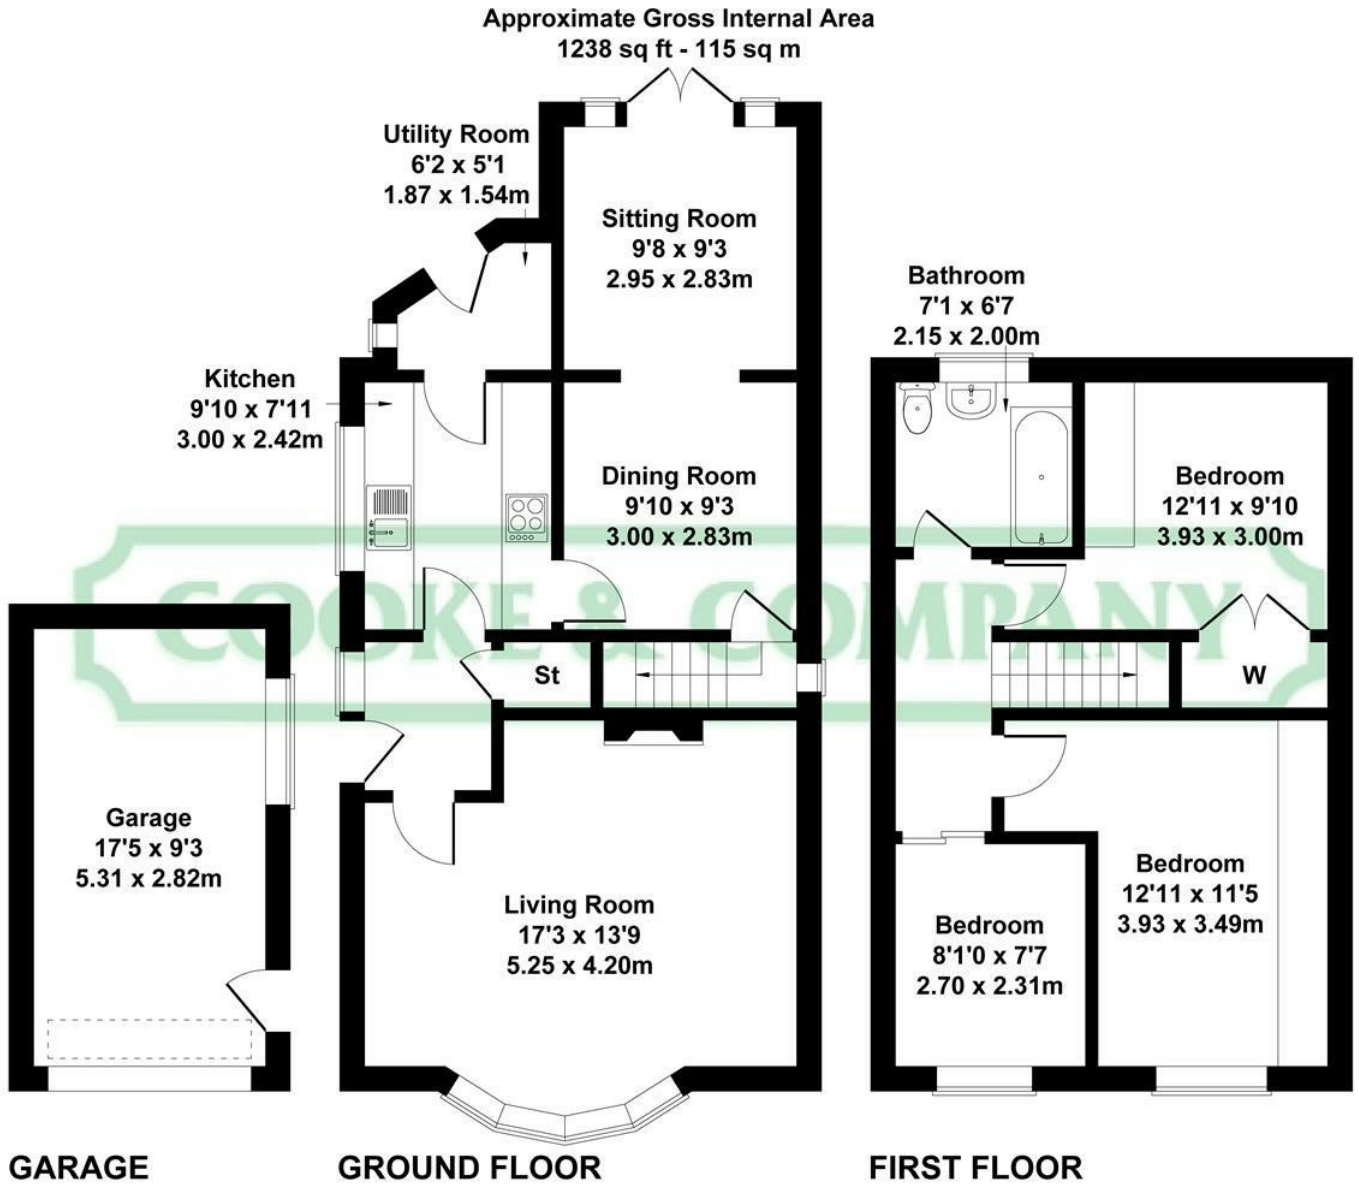 Approximate Gross Internal Area
1238 sq ft - 115 sq m
Utility Room
6'2 x 5'1
1.87 x 1.54m
Sitting Room
9'8 x 9'3
2.95 x 2.83m
Bathroom
7'1 x 6'7
2.15 x 2.00m
Kitchen
9'10 x 7'11
3.00 x 2.42m
Dining Room
9'10 x 9'3
3.00 x 2.83m
Bedroom
12'11 x 9'10
3.93 x 3.00m
COOKE & COMPANY
St
W
Garage
17'5 x 9'3
5.31 x 2.82m
Living Room
17'3 x 13'9
5.25 x 4.20m
Bedroom
8'1'0 x 7'7
2.70 x 2.31m
Bedroom
12'11 x 11'5
3.93 x 3.49m
GARAGE
GROUND FLOOR
FIRST FLOOR